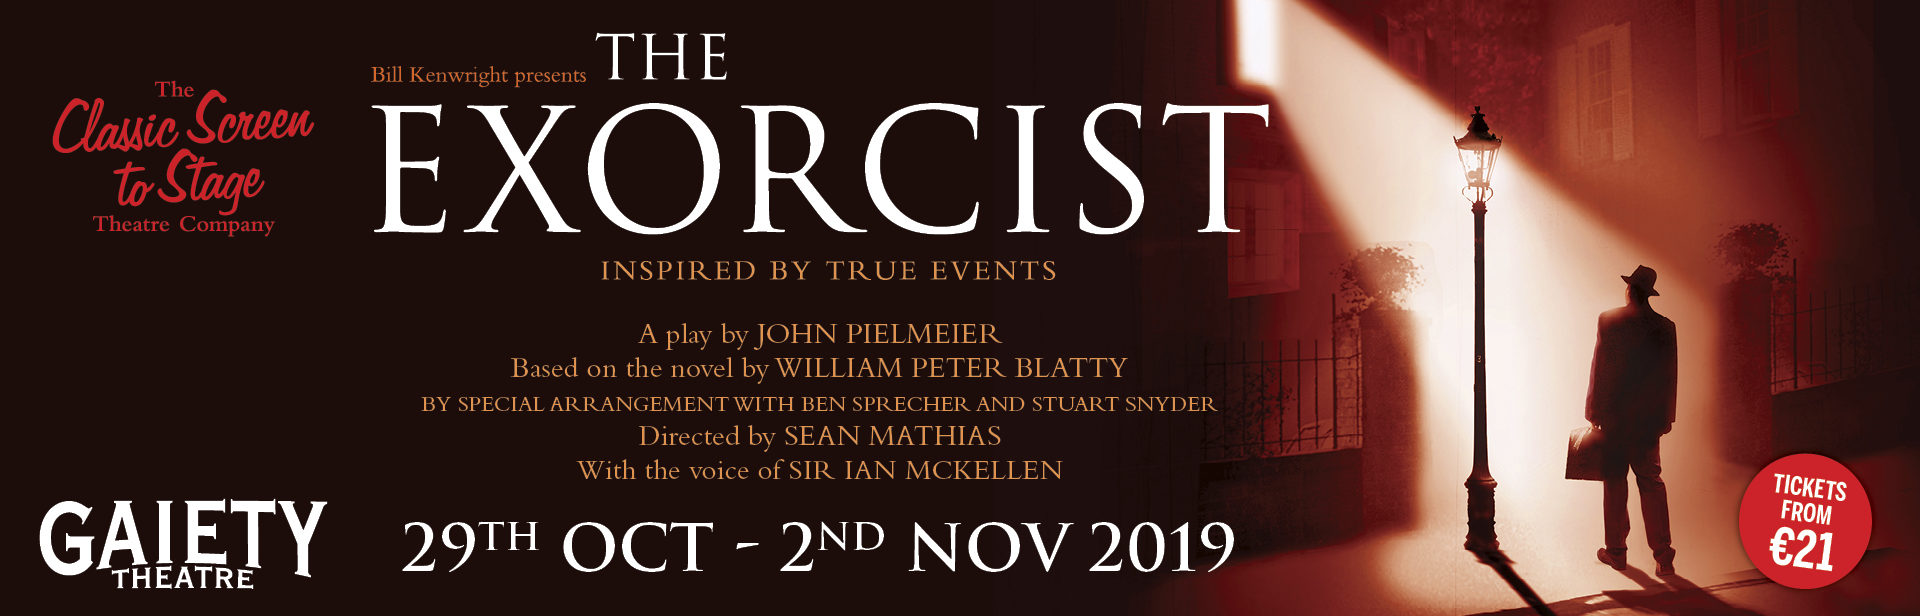 The
Classic Screen
to Stage
Theatre Company
Bill Kenwright presents
THE
EXORCIST
INSPIRED BY TRUE EVENTS
A play by JOHN PIELMEIER
Based on the novel by WILLIAM PETER BLATTY
BY SPECIAL ARRANGEMENT WITH BEN SPRECHER AND STUART SNYDER
Directed by SEAN MATHIAS
With the voice of SIR IAN MCKELLEN
GAIETY
THEATRE
29TH OCT - 2ND NOV 2019
TICKETS
FROM
€21